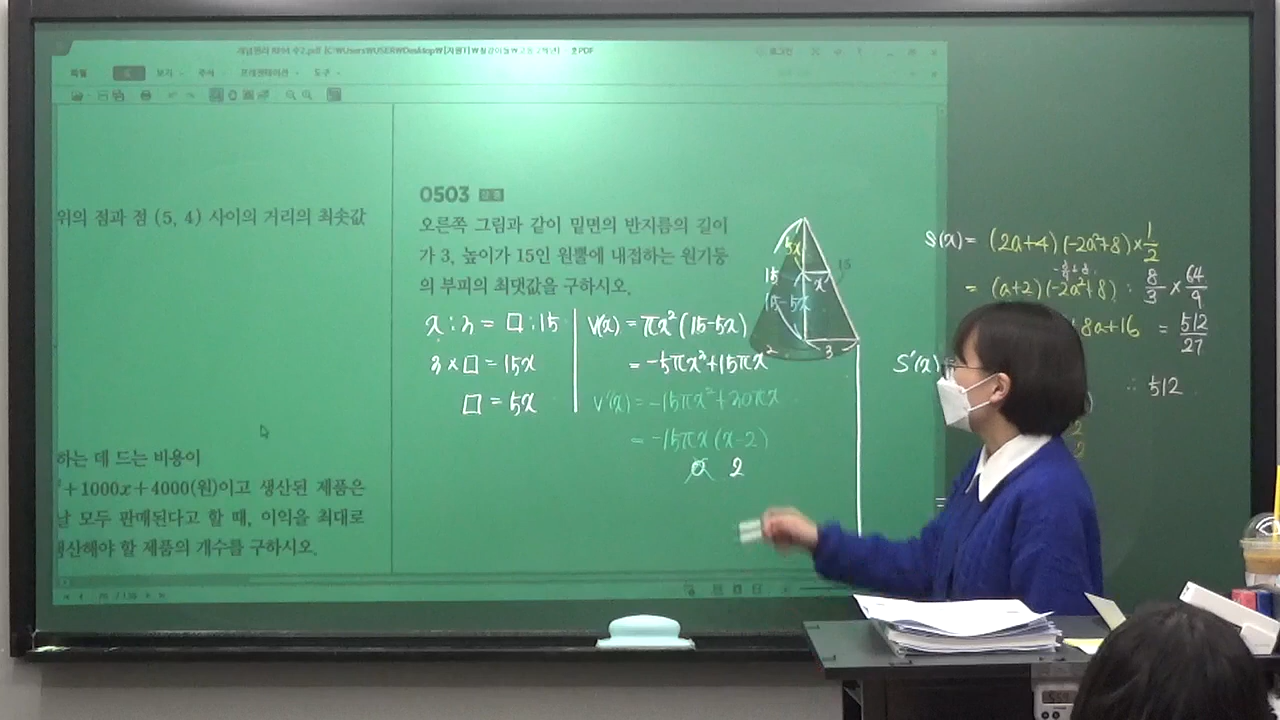 위의 점과 점 (5, 4) 사이의 거리의 최솟값
하는 데 드는 비용이
+1000x+4000(원)이고 생산된 제품은
날 모두 판매된다고 할 때, 이익을 최대로
생산해야 할 제품의 개수를 구하시오.
0503
오른쪽 그림과 같이 밑면의 반지름의 길이
가 3, 높이가 15인 원뿔에 내접하는 원기둥
의 부피의 최댓값을 구하시오.
x : 3 = □ : 15
3 × □ = 15x
□ = 5x
V(x) = πx²(15-5x)
= -5πx³+15πx²
V'(x) = -15πx²+30πx
= -15πx(x-2)
0 2
5x
15
15
x
15-5x
3
S(x) = (2a+4)(-2a²+8)×1/2
= (a+2)(-2a²+8) : 8/3 × 64/9
+8a+16 = 512/27
S'(x)
∴ 512